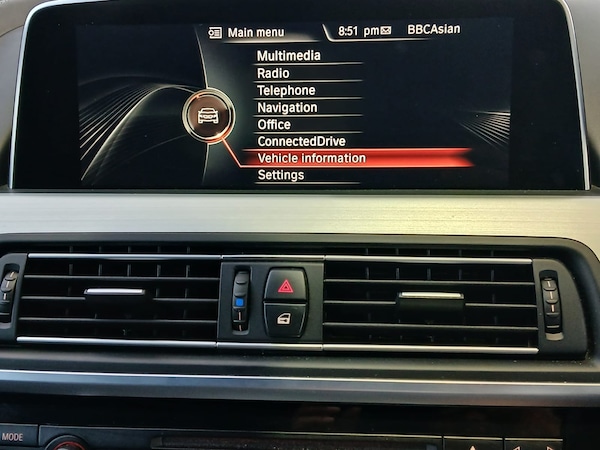 Main menu 8:51 pm BBCAsian
Multimedia
Radio
Telephone
Navigation
Office
ConnectedDrive
Vehicle information
Settings
MODE